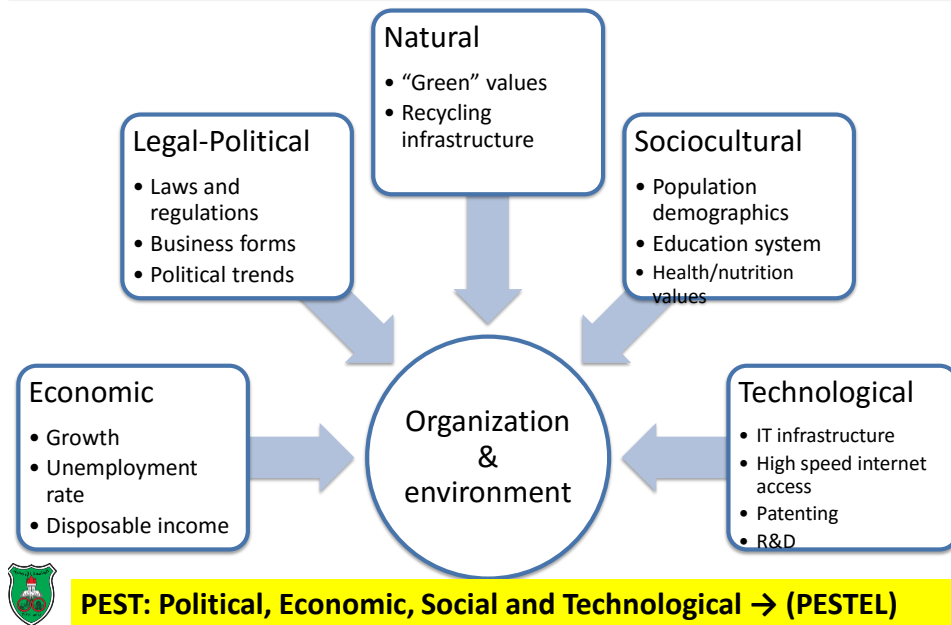 Natural
• “Green” values
• Recycling
infrastructure
Legal-Political
• Laws and
regulations
• Business forms
• Political trends
Sociocultural
• Population
demographics
• Education system
• Health/nutrition
values
Economic
• Growth
• Unemployment
rate
• Disposable income
Organization
&
environment
Technological
• IT infrastructure
• High speed internet
access
• Patenting
• R&D
PEST: Political, Economic, Social and Technological → (PESTEL)